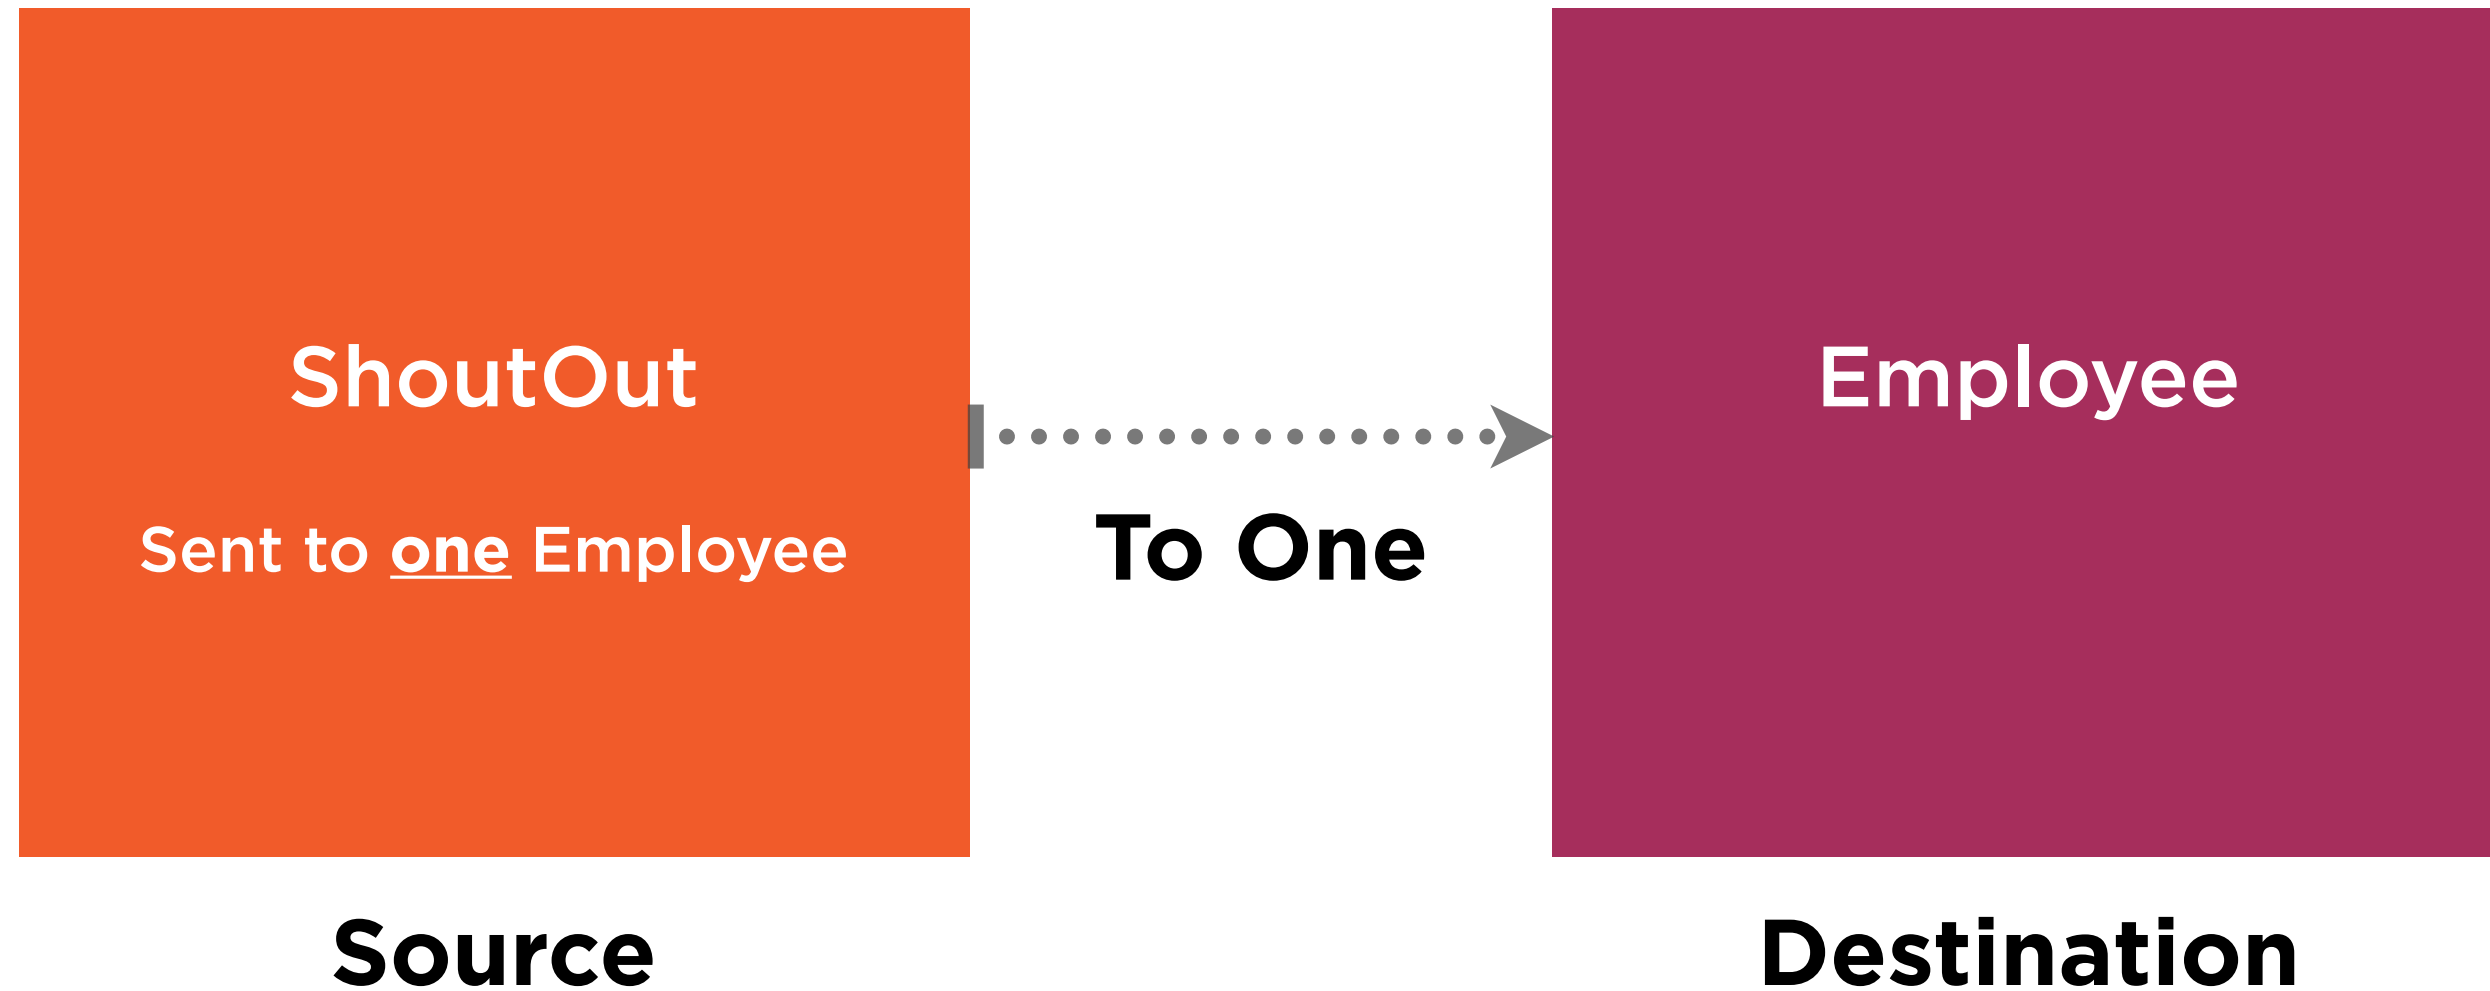 ShoutOut
Sent to one Employee
To One
Employee
Source
Destination